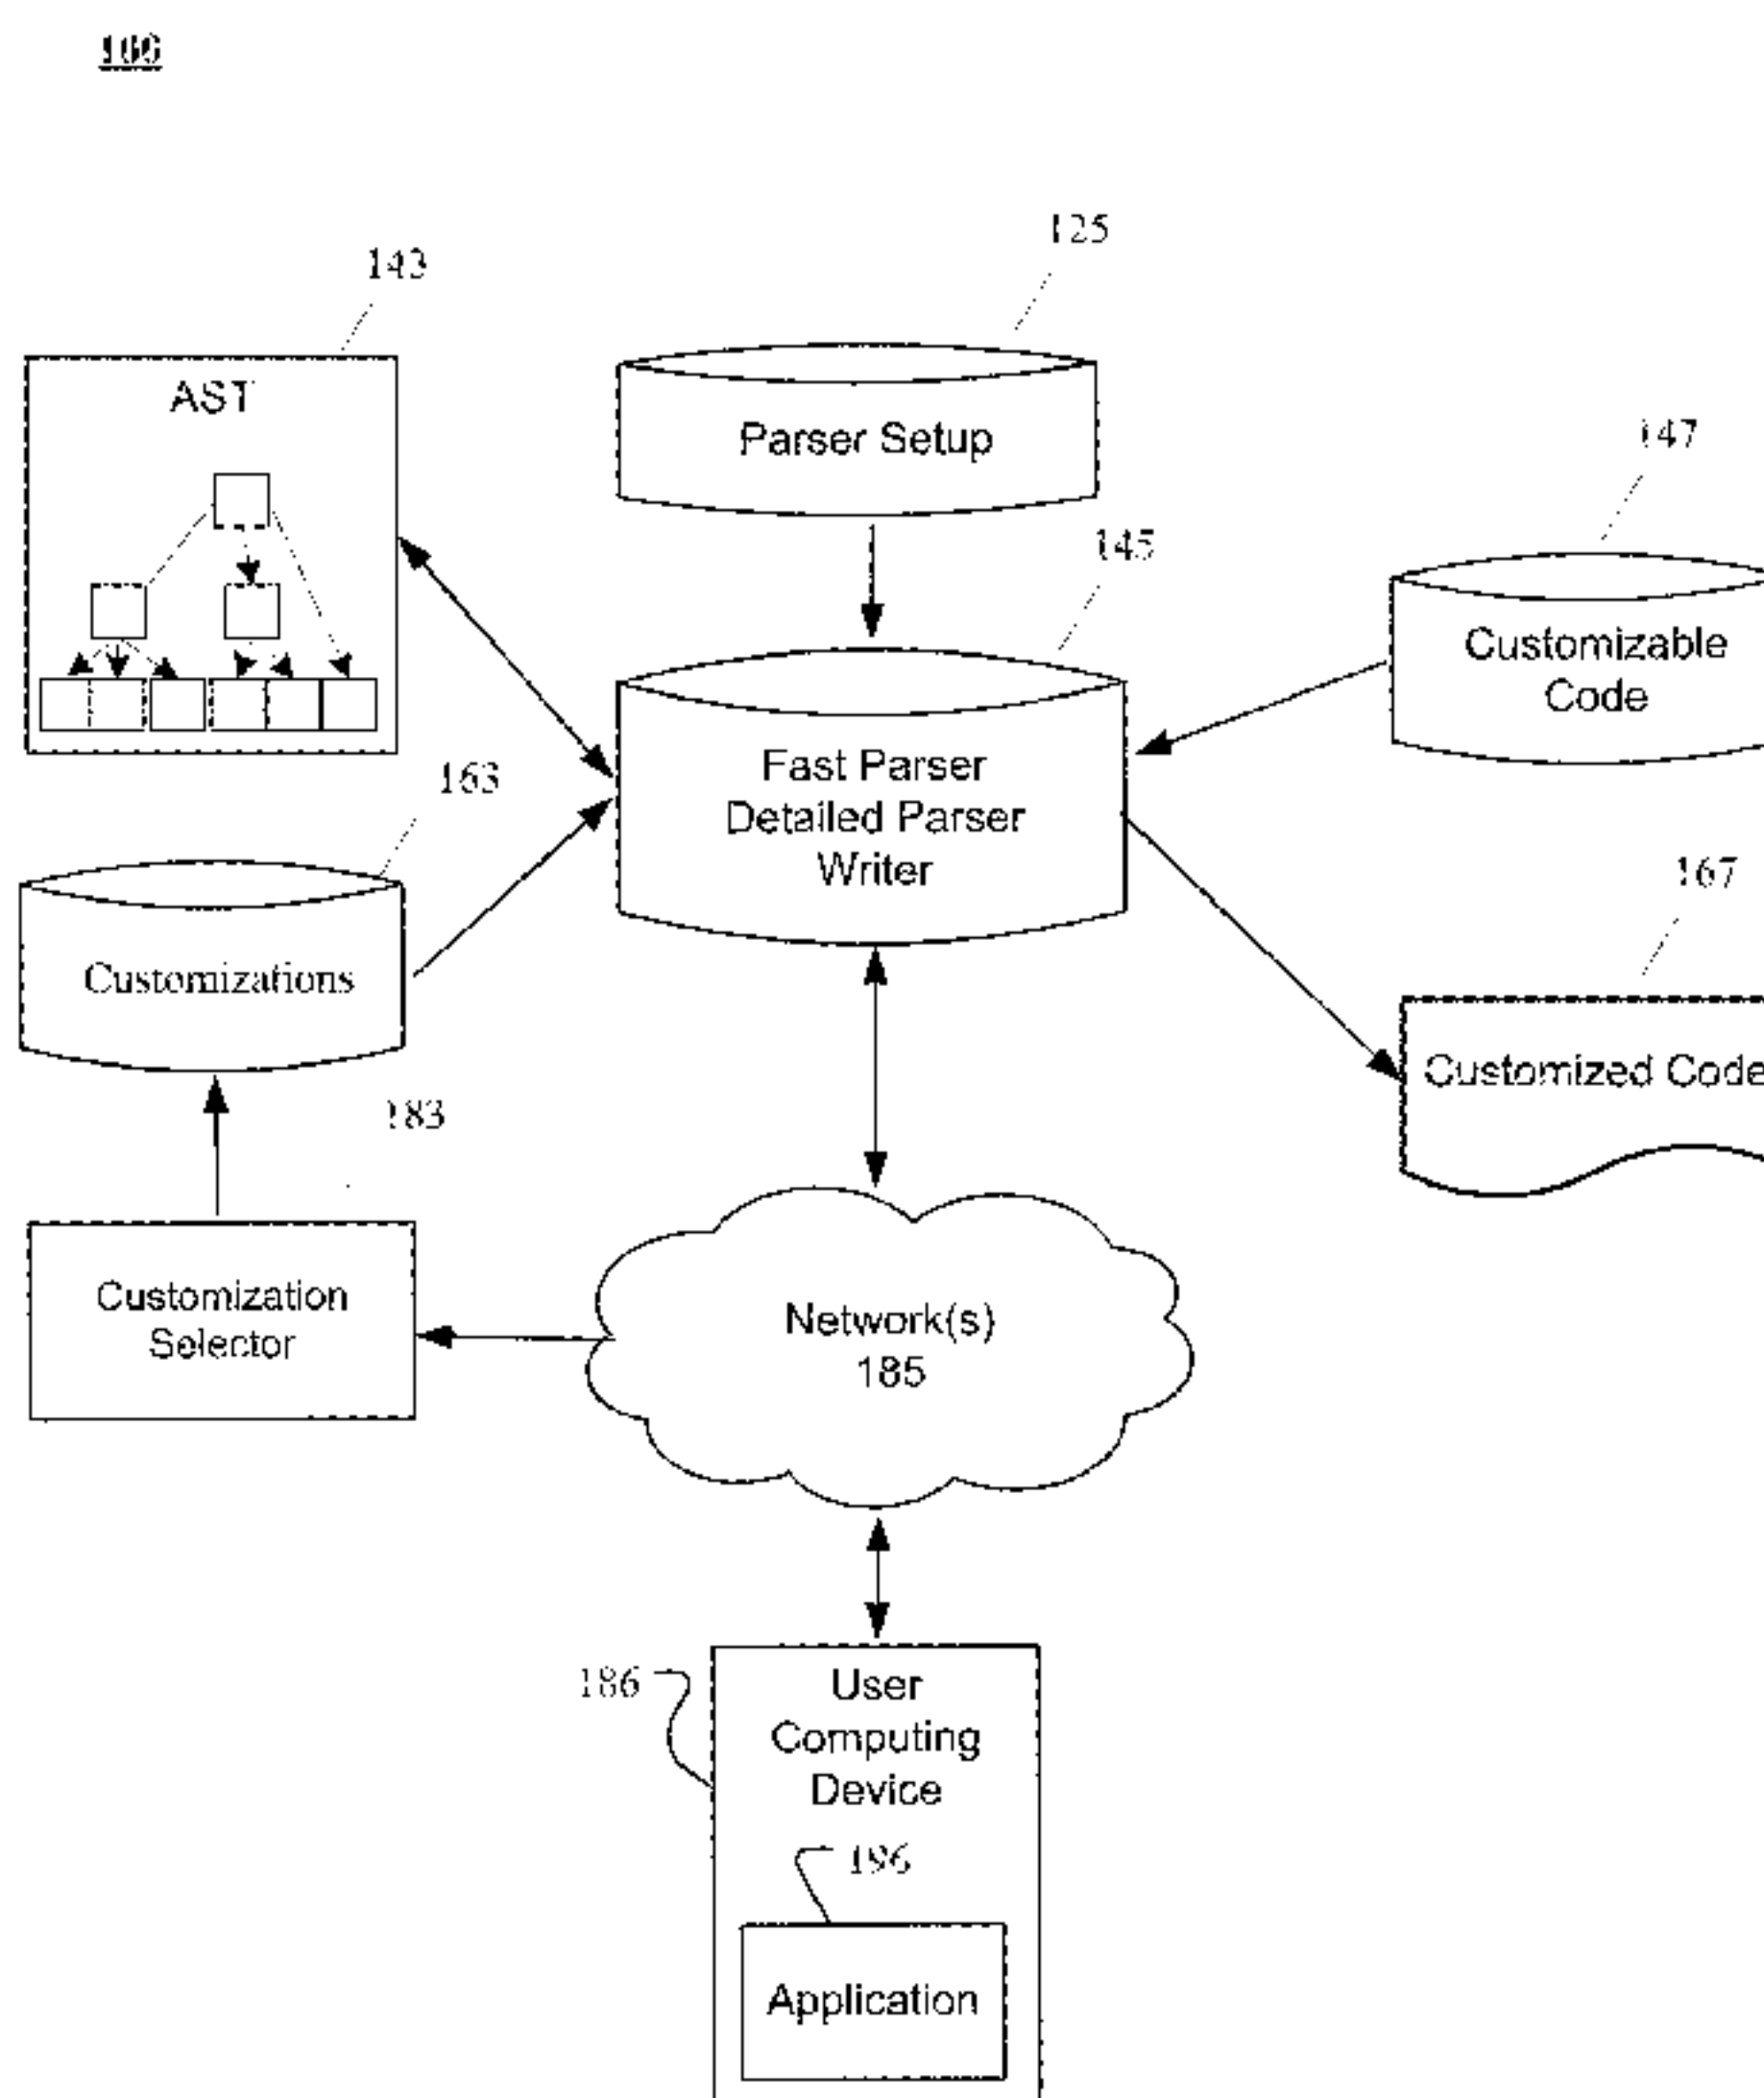 100
125
143
AST
Parser Setup
147
145
Customizable
Code
Fast Parser
Detailed Parser
Writer
163
167
Customizations
Customized Code
183
Customization
Selector
Network(s)
185
186
User
Computing
Device
196
Application